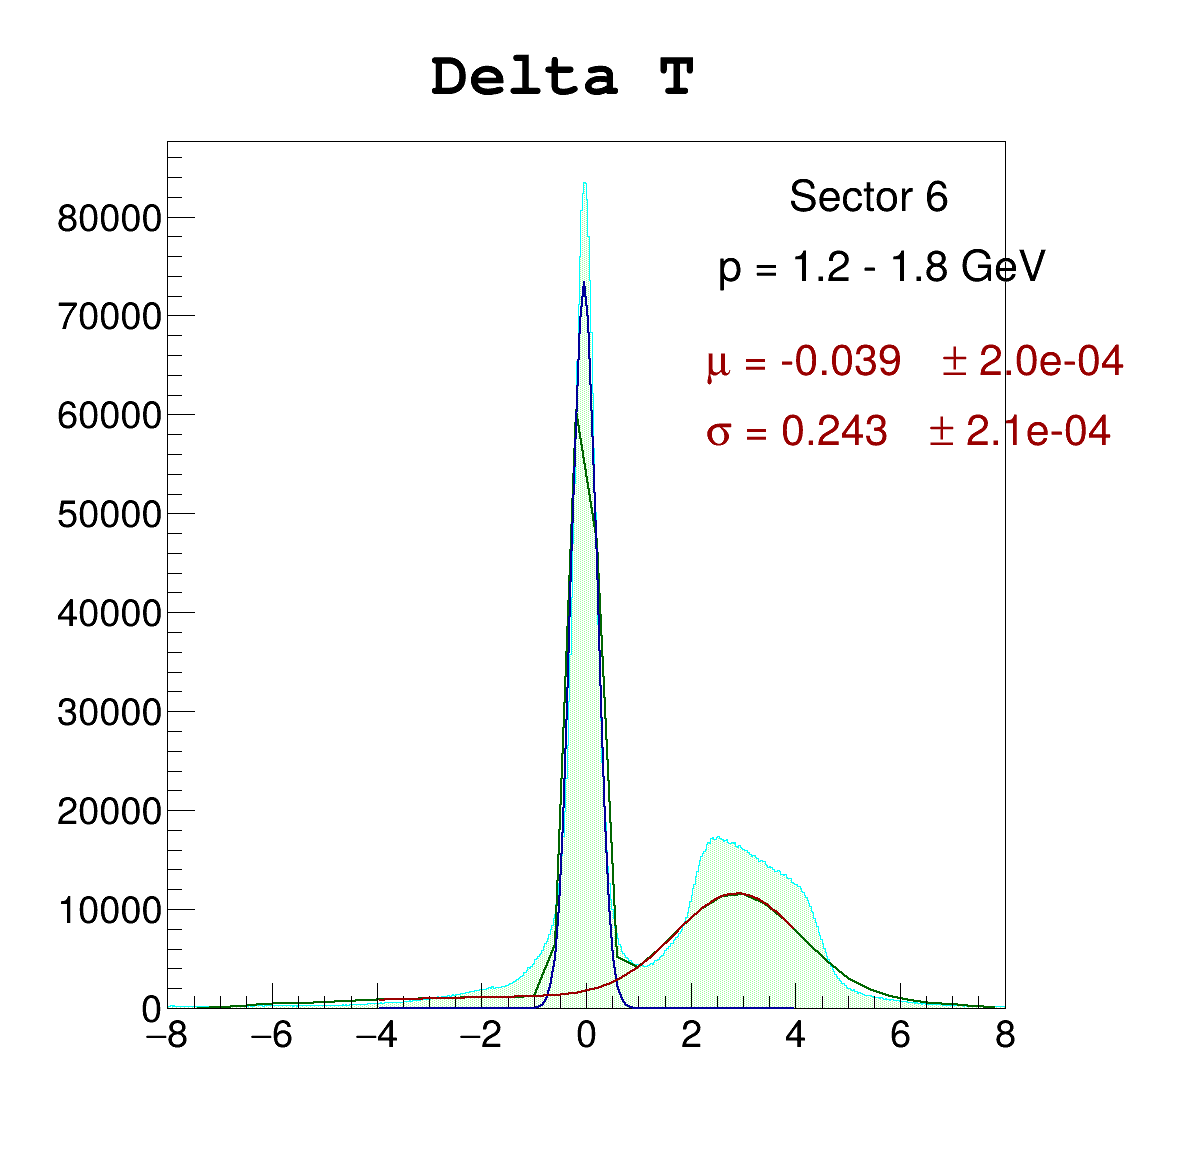 Delta T
Sector 6
p = 1.2 - 1.8 GeV
μ = -0.039 ± 2.0e-04
σ = 0.243 ± 2.1e-04
80000
70000
60000
50000
40000
30000
20000
10000
0
−8 −6 −4 −2 0 2 4 6 8